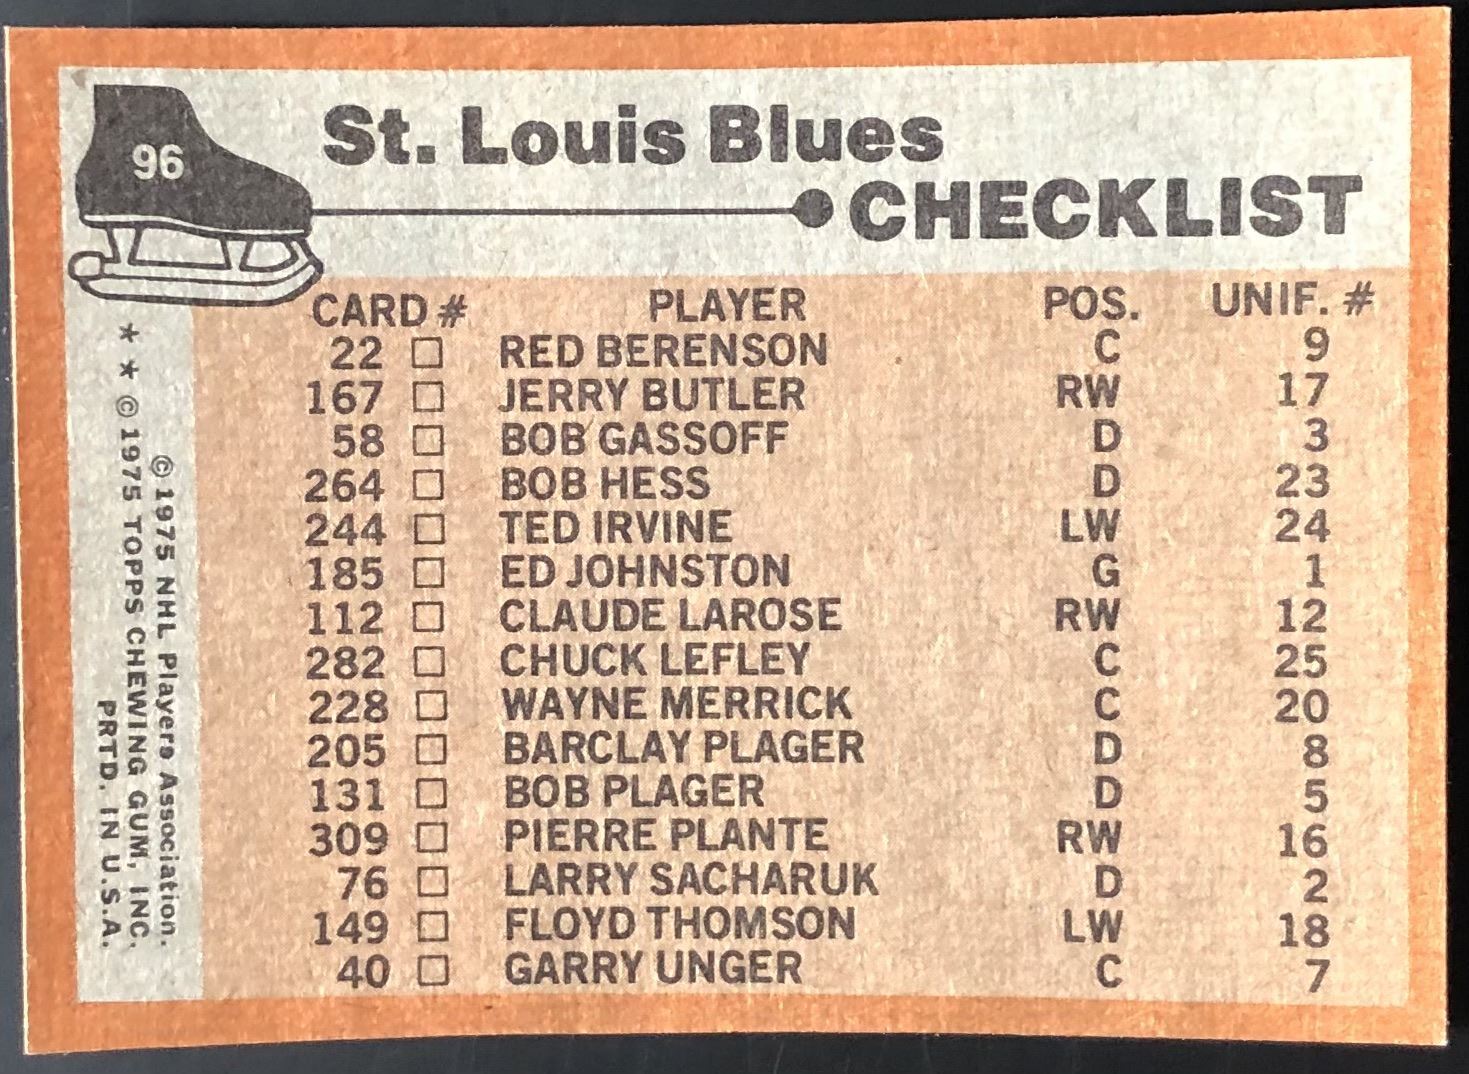 96
St. Louis Blues
CHECKLIST
CARD # PLAYER POS. UNIF. #
22 □ RED BERENSON C 9
167 □ JERRY BUTLER RW 17
58 □ BOB GASSOFF D 3
264 □ BOB HESS D 23
244 □ TED IRVINE LW 24
185 □ ED JOHNSTON G 1
112 □ CLAUDE LAROSE RW 12
282 □ CHUCK LEFLEY C 25
228 □ WAYNE MERRICK C 20
205 □ BARCLAY PLAGER D 8
131 □ BOB PLAGER D 5
309 □ PIERRE PLANTE RW 16
76 □ LARRY SACHARUK D 2
149 □ FLOYD THOMSON LW 18
40 □ GARRY UNGER C 7
© 1975 NHL Players Association.
* * © 1975 TOPPS CHEWING GUM, INC.
PRTD. IN U.S.A.